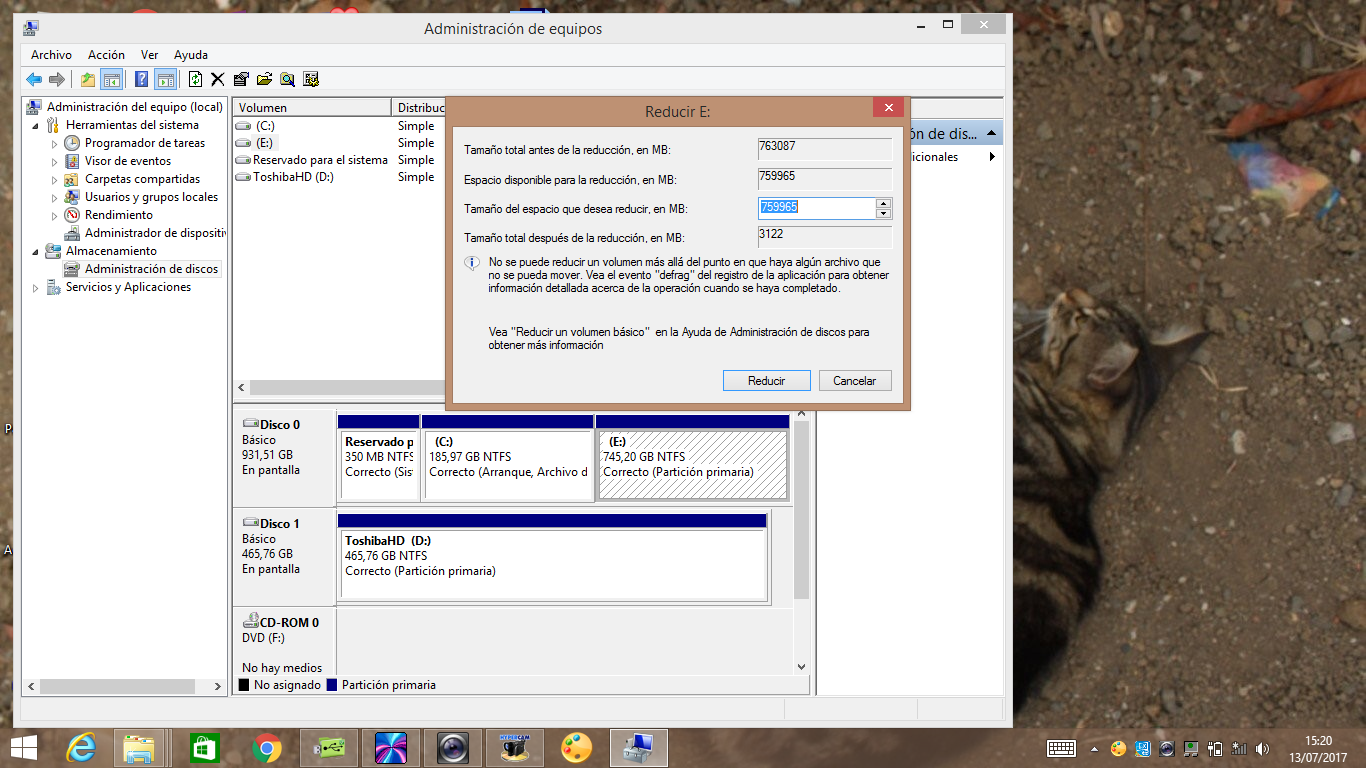 Administración de equipos
Archivo Acción Ver Ayuda
Administración del equipo (local)
Herramientas del sistema
Programador de tareas
Visor de eventos
Carpetas compartidas
Usuarios y grupos locales
Rendimiento
Administrador de dispositiv
Almacenamiento
Administración de discos
Servicios y Aplicaciones
Volumen Distribuc
(C:) Simple
(E:) Simple
Reservado para el sistema Simple
ToshibaHD (D:) Simple
Reducir E:
Tamaño total antes de la reducción, en MB: 763087
Espacio disponible para la reducción, en MB: 759965
Tamaño del espacio que desea reducir, en MB: 759965
Tamaño total después de la reducción, en MB: 3122
No se puede reducir un volumen más allá del punto en que haya algún archivo que
no se pueda mover. Vea el evento "defrag" del registro de la aplicación para obtener
información detallada acerca de la operación cuando se haya completado.
Vea "Reducir un volumen básico" en la Ayuda de Administración de discos para
obtener más información
Reducir Cancelar
ón de dis...
icionales
Disco 0
Básico
931,51 GB
En pantalla
Reservado p
350 MB NTFS
Correcto (Sis
(C:)
185,97 GB NTFS
Correcto (Arranque, Archivo d
(E:)
745,20 GB NTFS
Correcto (Partición primaria)
Disco 1
Básico
465,76 GB
En pantalla
ToshibaHD (D:)
465,76 GB NTFS
Correcto (Partición primaria)
CD-ROM 0
DVD (F:)
No hay medios
No asignado Partición primaria
P
A
HYPERCAM
15:20
13/07/2017